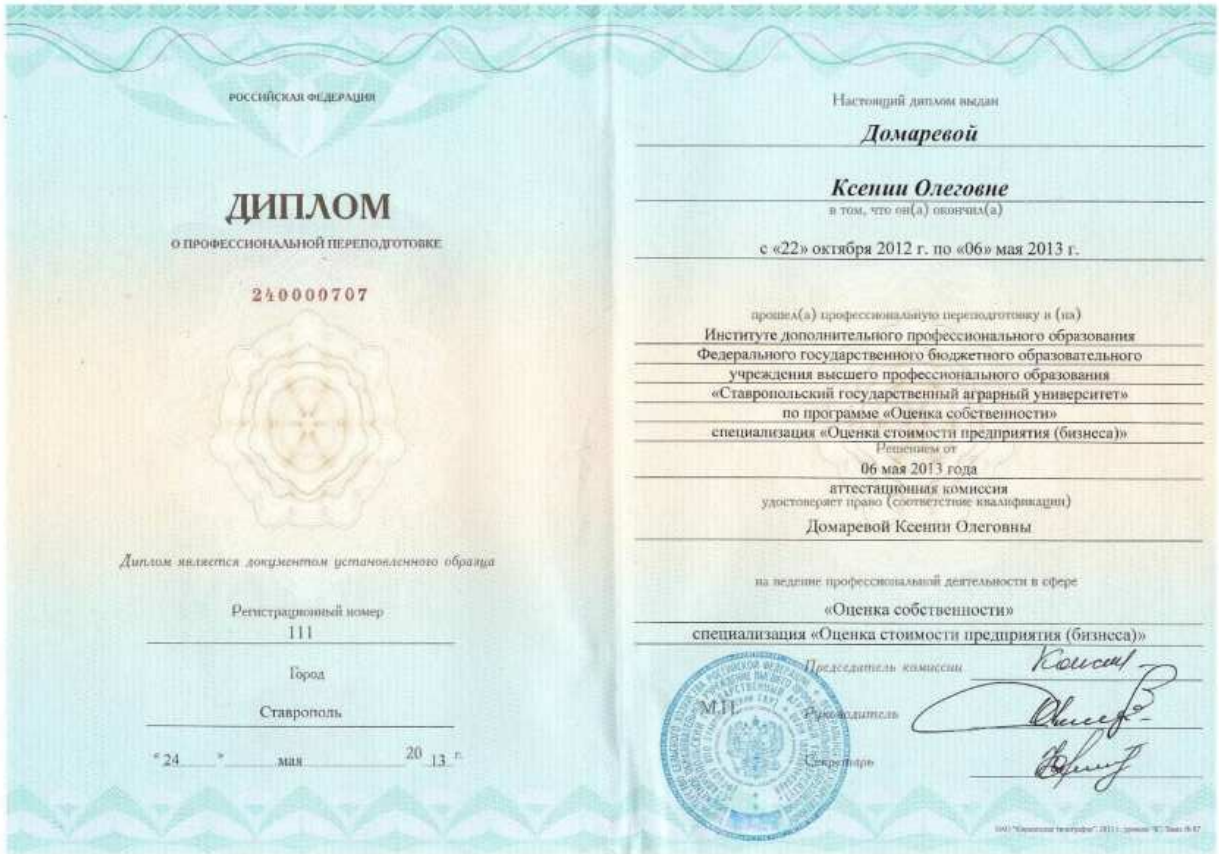 РОССИЙСКАЯ ФЕДЕРАЦИЯ
ДИПЛОМ
О ПРОФЕССИОНАЛЬНОЙ ПЕРЕПОДГОТОВКЕ
240000707
Диплом является документом установленного образца
Регистрационный номер
111
Город
Ставрополь
" 24 " мая 20 13 г.
Настоящий диплом выдан
Домаревой
Ксении Олеговне
в том, что он(а) окончил(а)
с «22» октября 2012 г. по «06» мая 2013 г.
прошел(а) профессиональную переподготовку в (на)
Институте дополнительного профессионального образования
Федерального государственного бюджетного образовательного
учреждения высшего профессионального образования
«Ставропольский государственный аграрный университет»
по программе «Оценка собственности»
специализация «Оценка стоимости предприятия (бизнеса)»
Решением от
06 мая 2013 года
аттестационная комиссия
удостоверяет право (соответствие квалификации)
Домаревой Ксении Олеговны
на ведение профессиональной деятельности в сфере
«Оценка собственности»
специализация «Оценка стоимости предприятия (бизнеса)»
Председатель комиссии
М.П.
Руководитель
Секретарь